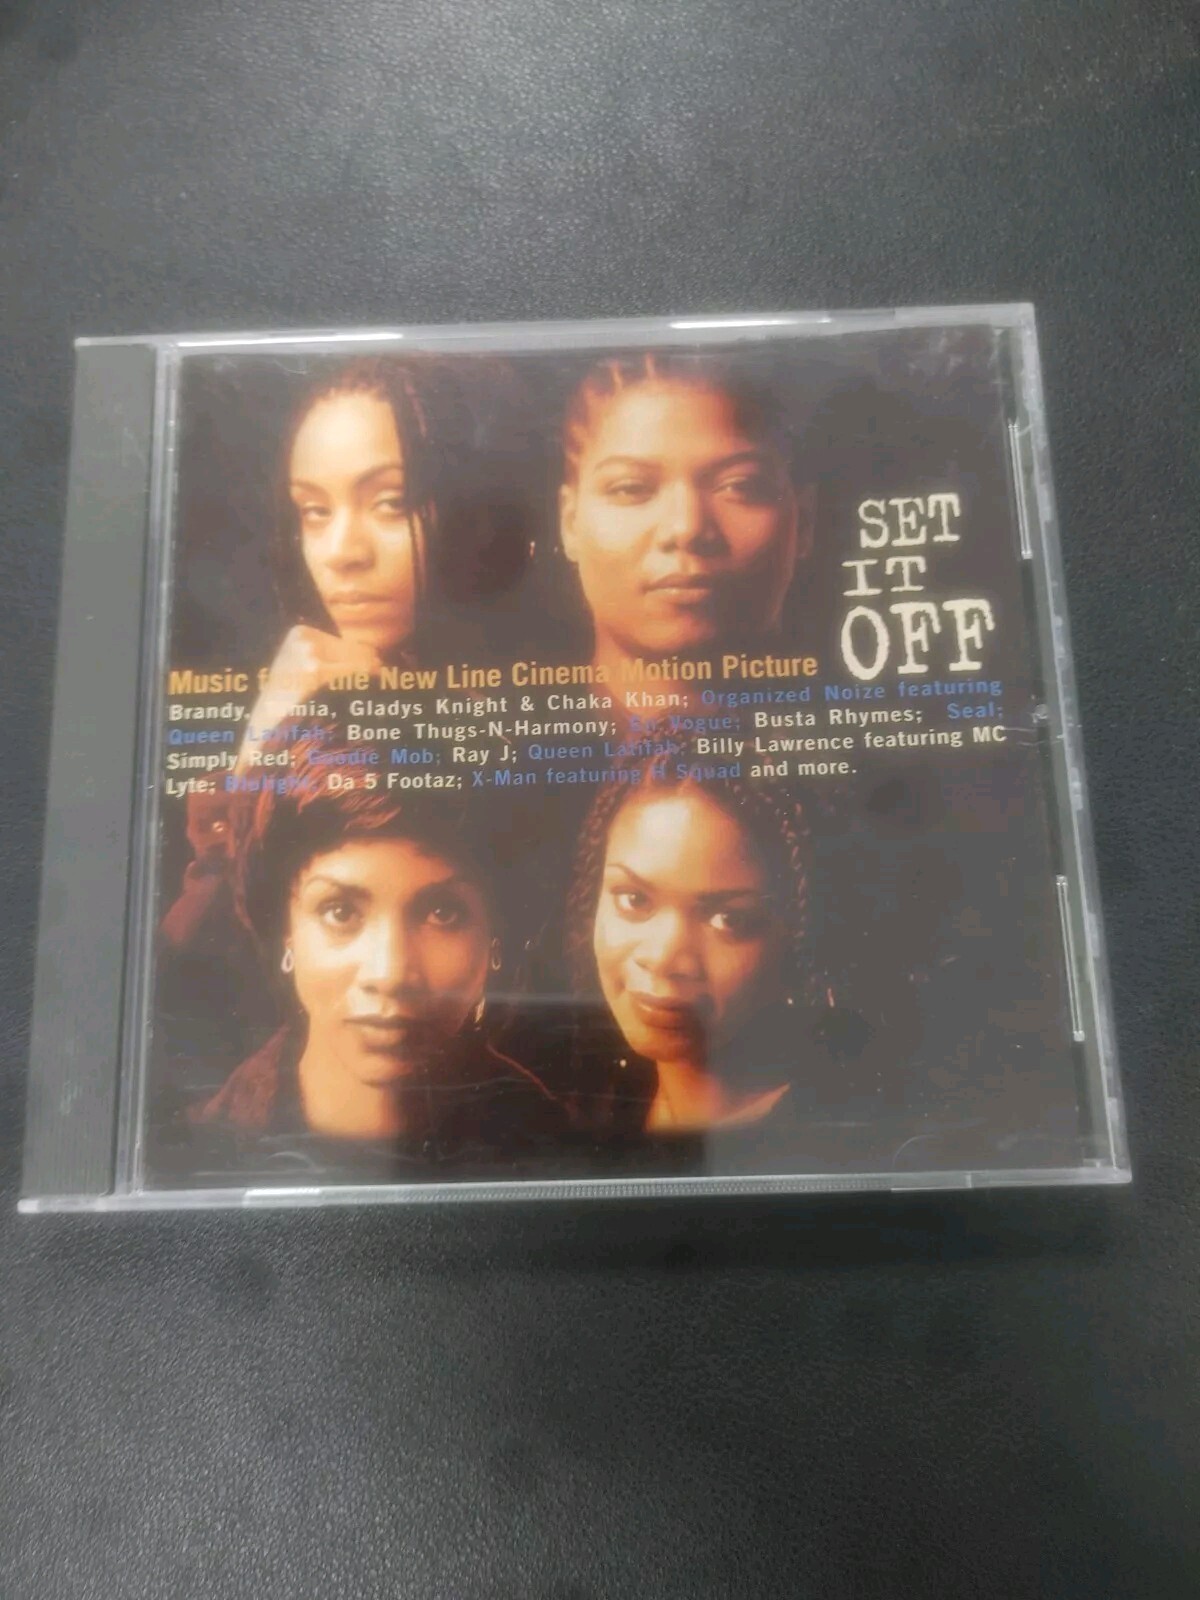 SET
IT
OFF
Music from the New Line Cinema Motion Picture
Brandy, Tamia, Gladys Knight & Chaka Khan; Organized Noize featuring
Queen Latifah; Bone Thugs-N-Harmony; En Vogue; Busta Rhymes; Seal;
Simply Red; Goodie Mob; Ray J; Queen Latifah; Billy Lawrence featuring MC
Lyte; Blulight; Da 5 Footaz; X-Man featuring H Squad and more.